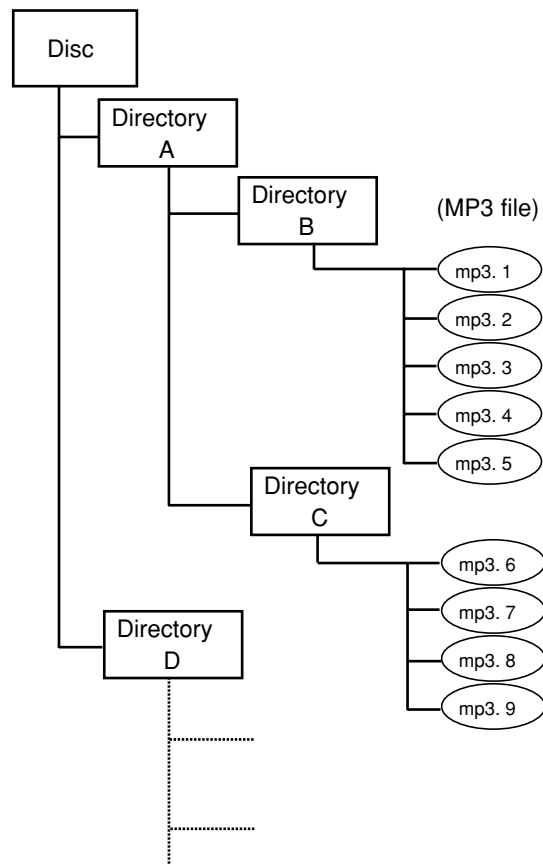 Disc
Directory
A
Directory
B
(MP3 file)
mp3. 1
mp3. 2
mp3. 3
mp3. 4
mp3. 5
Directory
C
mp3. 6
mp3. 7
mp3. 8
mp3. 9
Directory
D